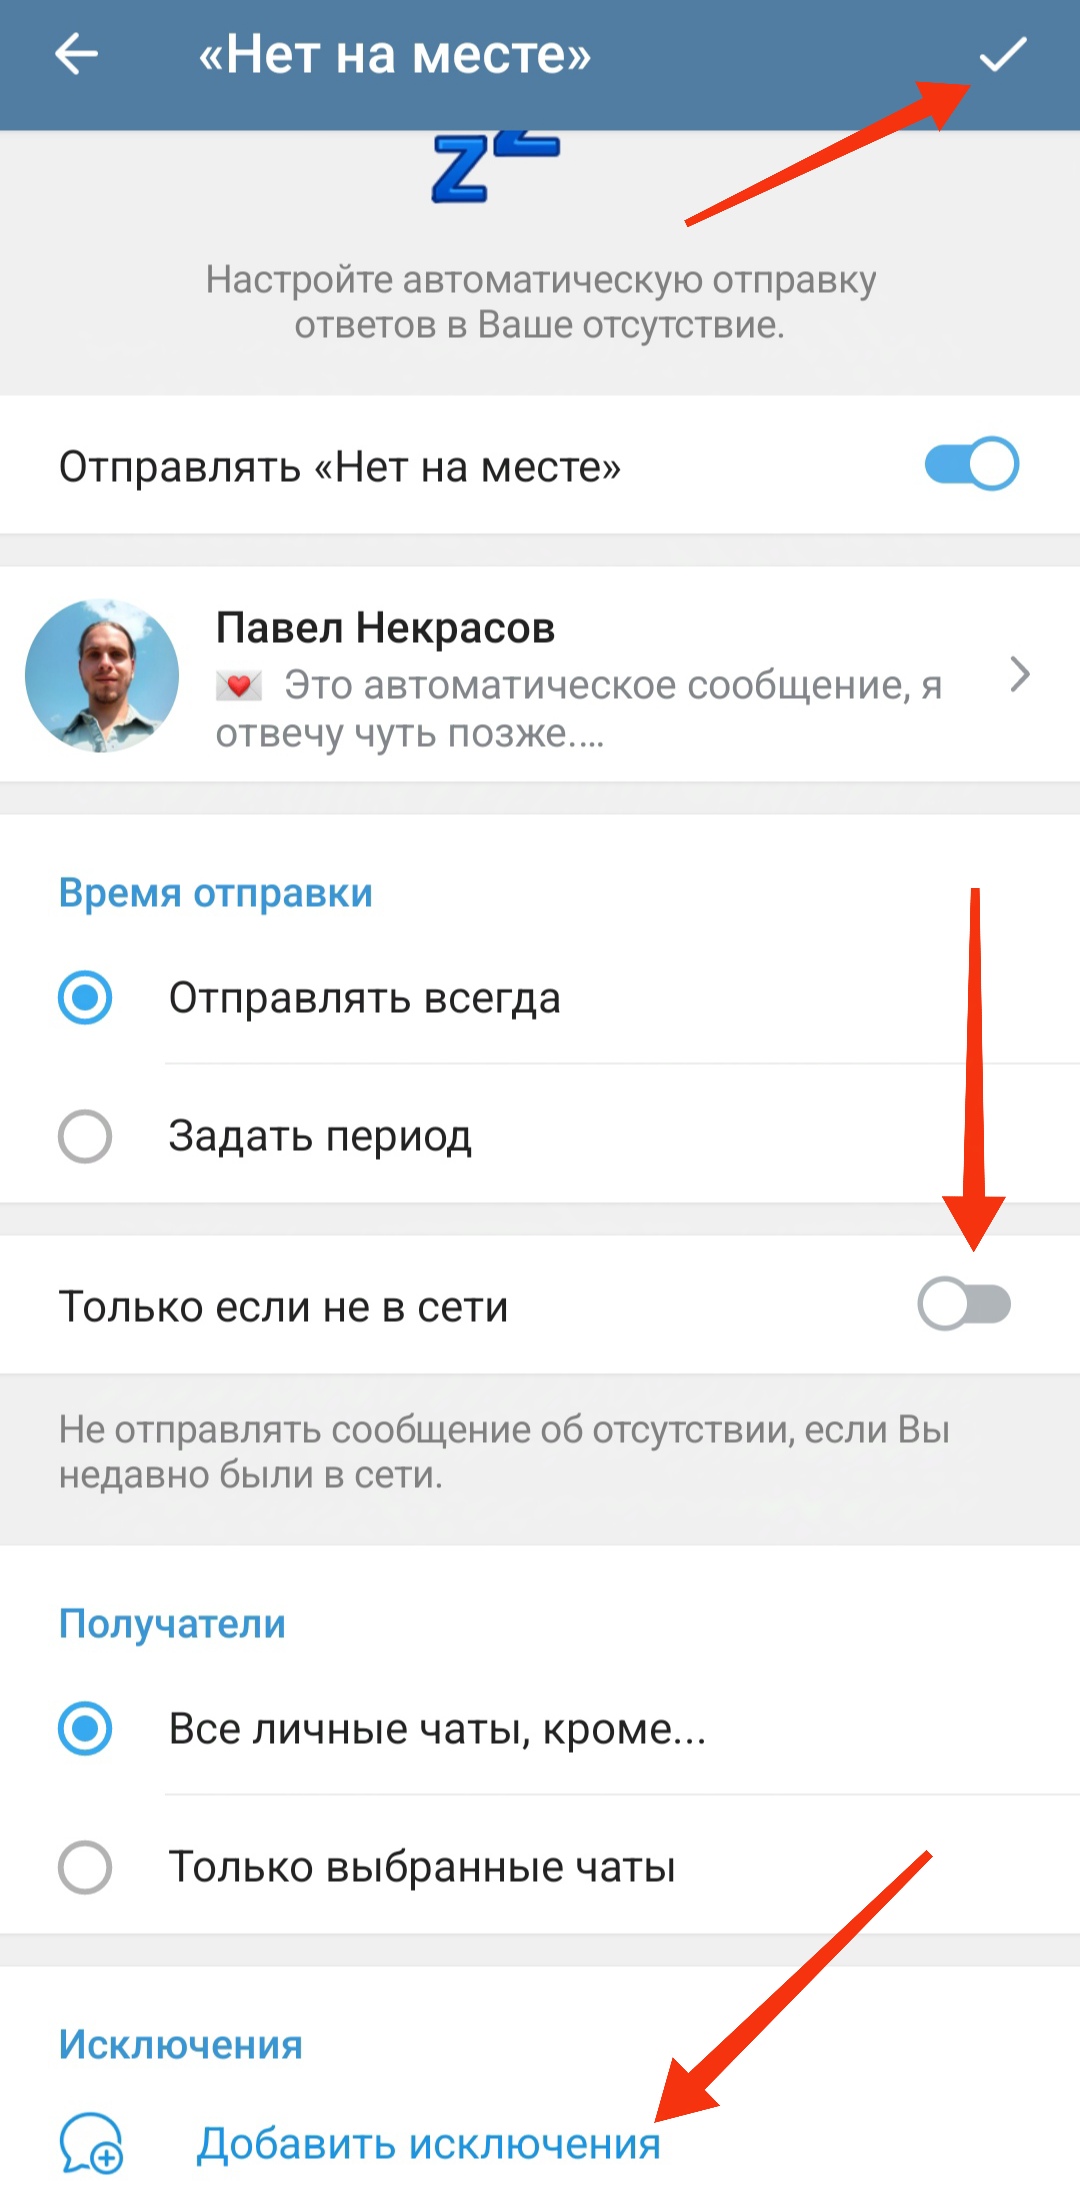 «Нет на месте»
zz
Настройте автоматическую отправку
ответов в Ваше отсутствие.
Отправлять «Нет на месте»
Павел Некрасов
💌 Это автоматическое сообщение, я
отвечу чуть позже....
Время отправки
Отправлять всегда
Задать период
Только если не в сети
Не отправлять сообщение об отсутствии, если Вы
недавно были в сети.
Получатели
Все личные чаты, кроме...
Только выбранные чаты
Исключения
Добавить исключения